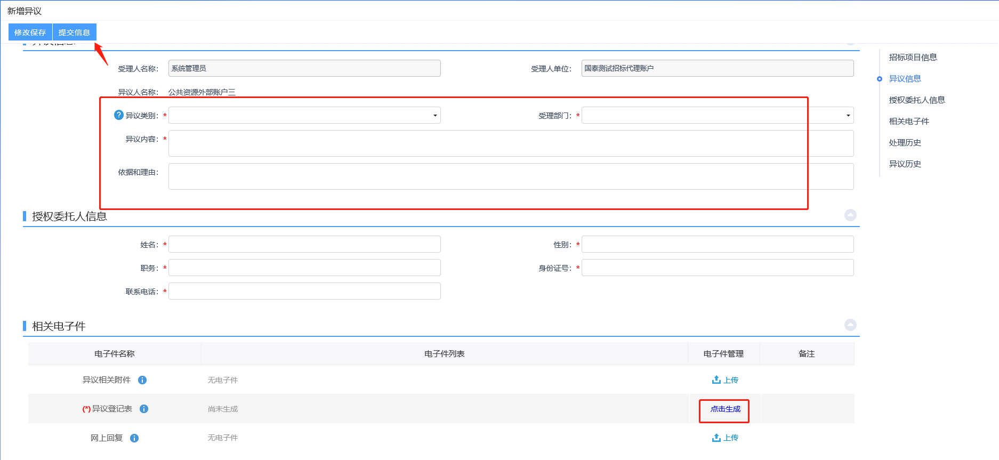 新增异议
修改保存 提交信息
异议信息
受理人名称： 系统管理员 受理人单位： 国泰测试招标代理账户
异议人名称： 公共资源外部账户三
? 异议类别： * 受理部门： *
异议内容： *
依据和理由：
授权委托人信息
姓名： * 性别： *
职务： * 身份证号： *
联系电话： *
相关电子件
电子件名称 电子件列表 电子件管理 备注
异议相关附件 无电子件 上传
(*)异议登记表 尚未生成 点击生成
网上回复 无电子件 上传
招标项目信息
异议信息
授权委托人信息
相关电子件
处理历史
异议历史